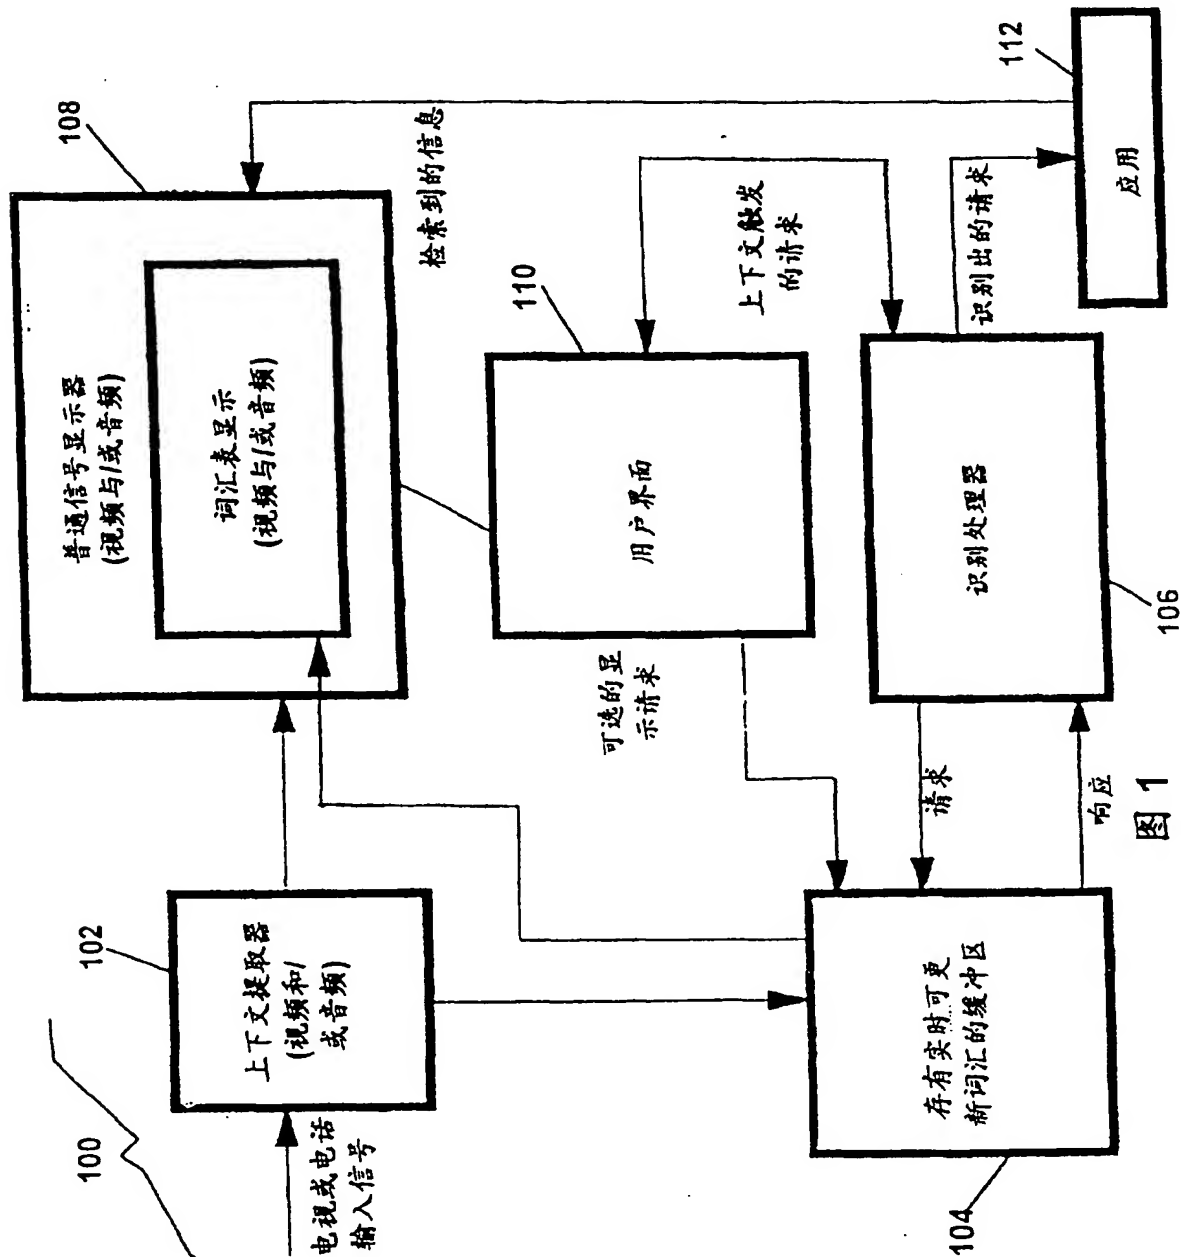 100
电视或电话
输入信号
102
上下文提取器
(视频和/
或音频)
108
普通信号显示器
(视频与/或音频)
词汇表显示
(视频与/或音频)
检索到的信息
110
用户界面
可选的显
示请求
上下文触发
的请求
104
存有实时可更
新词汇的缓冲区
请求
响应
106
识别处理器
识别出的请求
112
应用
图 1